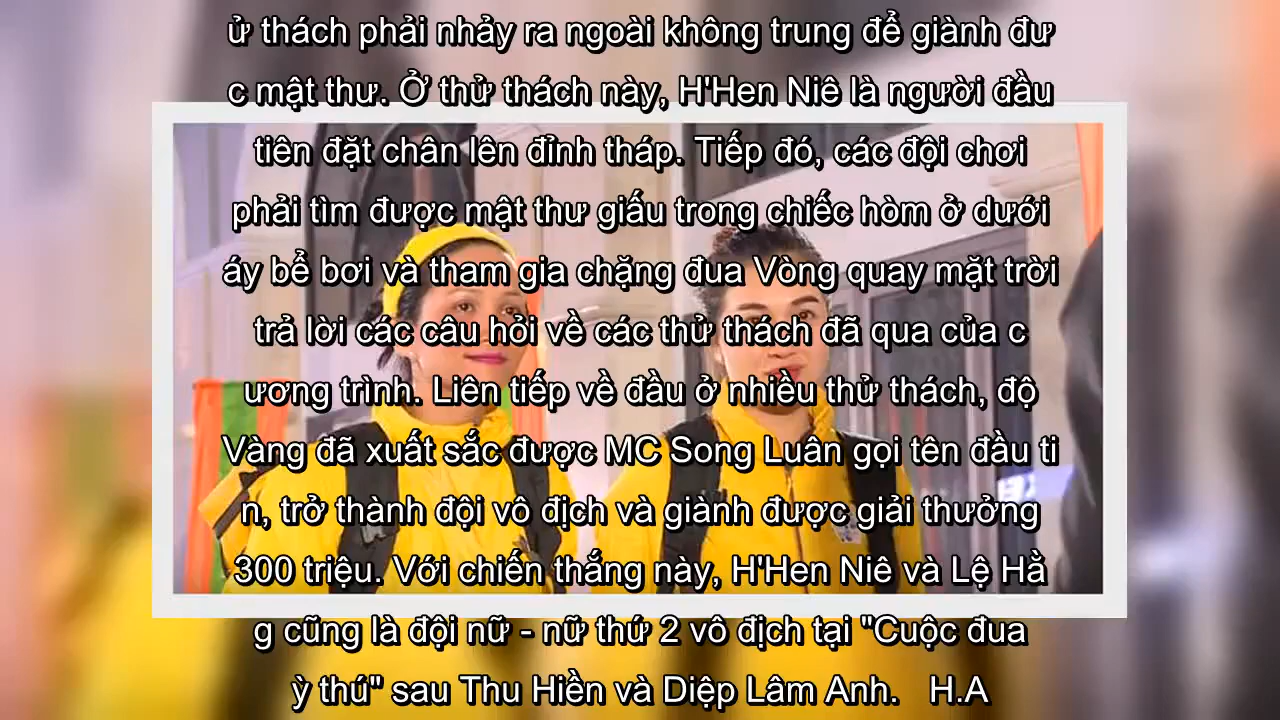 ử thách phải nhảy ra ngoài không trung để giành đư
c mật thư. Ở thử thách này, H'Hen Niê là người đầu
tiên đặt chân lên đỉnh tháp. Tiếp đó, các đội chơi
phải tìm được mật thư giấu trong chiếc hòm ở dưới
áy bể bơi và tham gia chặng đua Vòng quay mặt trời
trả lời các câu hỏi về các thử thách đã qua của c
ương trình. Liên tiếp về đầu ở nhiều thử thách, độ
Vàng đã xuất sắc được MC Song Luân gọi tên đầu ti
n, trở thành đội vô địch và giành được giải thưởng
300 triệu. Với chiến thắng này, H'Hen Niê và Lệ Hằ
g cũng là đội nữ - nữ thứ 2 vô địch tại "Cuộc đua
ỳ thú" sau Thu Hiền và Diệp Lâm Anh. H.A